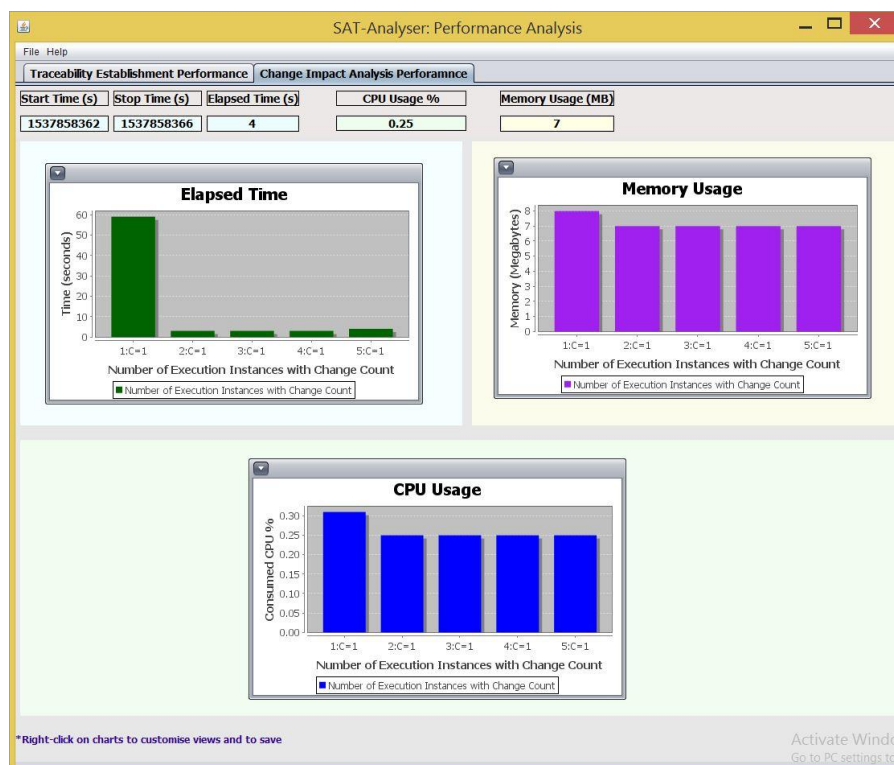 SAT-Analyser: Performance Analysis
File Help
Traceability Establishment Performance Change Impact Analysis Perforamnce
Start Time (s) Stop Time (s) Elapsed Time (s) CPU Usage % Memory Usage (MB)
1537858362 1537858366 4 0.25 7
Elapsed Time
Time (seconds)
60
50
40
30
20
10
0
1:C=1 2:C=1 3:C=1 4:C=1 5:C=1
Number of Execution Instances with Change Count
Number of Execution Instances with Change Count
Memory Usage
Memory (Megabytes)
8
7
6
5
4
3
2
1
0
1:C=1 2:C=1 3:C=1 4:C=1 5:C=1
Number of Execution Instances with Change Count
Number of Execution Instances with Change Count
CPU Usage
Consumed CPU %
0.30
0.25
0.20
0.15
0.10
0.05
0.00
1:C=1 2:C=1 3:C=1 4:C=1 5:C=1
Number of Execution Instances with Change Count
Number of Execution Instances with Change Count
*Right-click on charts to customise views and to save
Activate Windo
Go to PC settings to